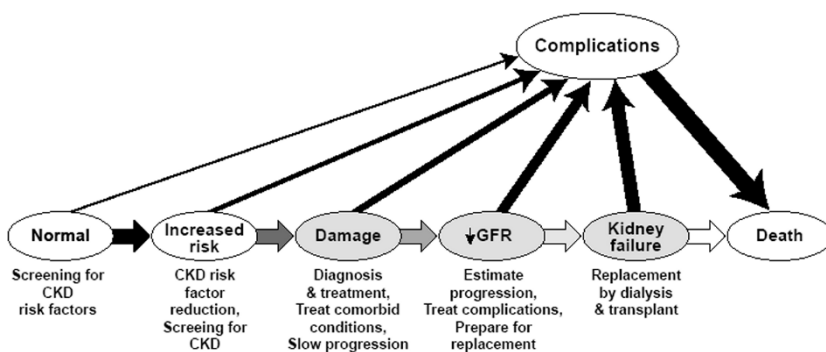 Complications
Normal
Increased
risk
Damage
↓GFR
Kidney
failure
Death
Screening for
CKD
risk factors
CKD risk
factor
reduction,
Screeing for
CKD
Diagnosis
& treatment,
Treat comorbid
conditions,
Slow progression
Estimate
progression,
Treat complications,
Prepare for
replacement
Replacement
by dialysis
& transplant